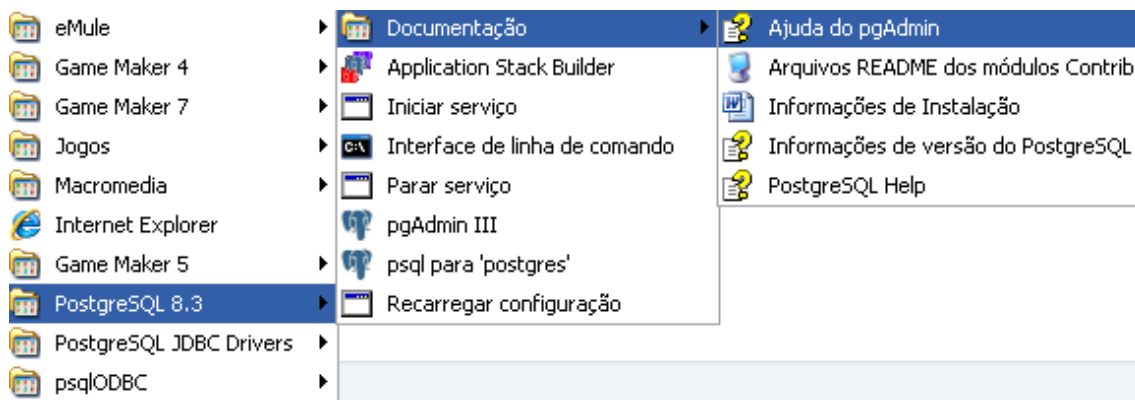 eMule
Game Maker 4
Game Maker 7
Jogos
Macromedia
Internet Explorer
Game Maker 5
PostgreSQL 8.3
PostgreSQL JDBC Drivers
psqlODBC
Documentação
Application Stack Builder
Iniciar serviço
Interface de linha de comando
Parar serviço
pgAdmin III
psql para 'postgres'
Recarregar configuração
Ajuda do pgAdmin
Arquivos README dos módulos Contrib
Informações de Instalação
Informações de versão do PostgreSQL
PostgreSQL Help